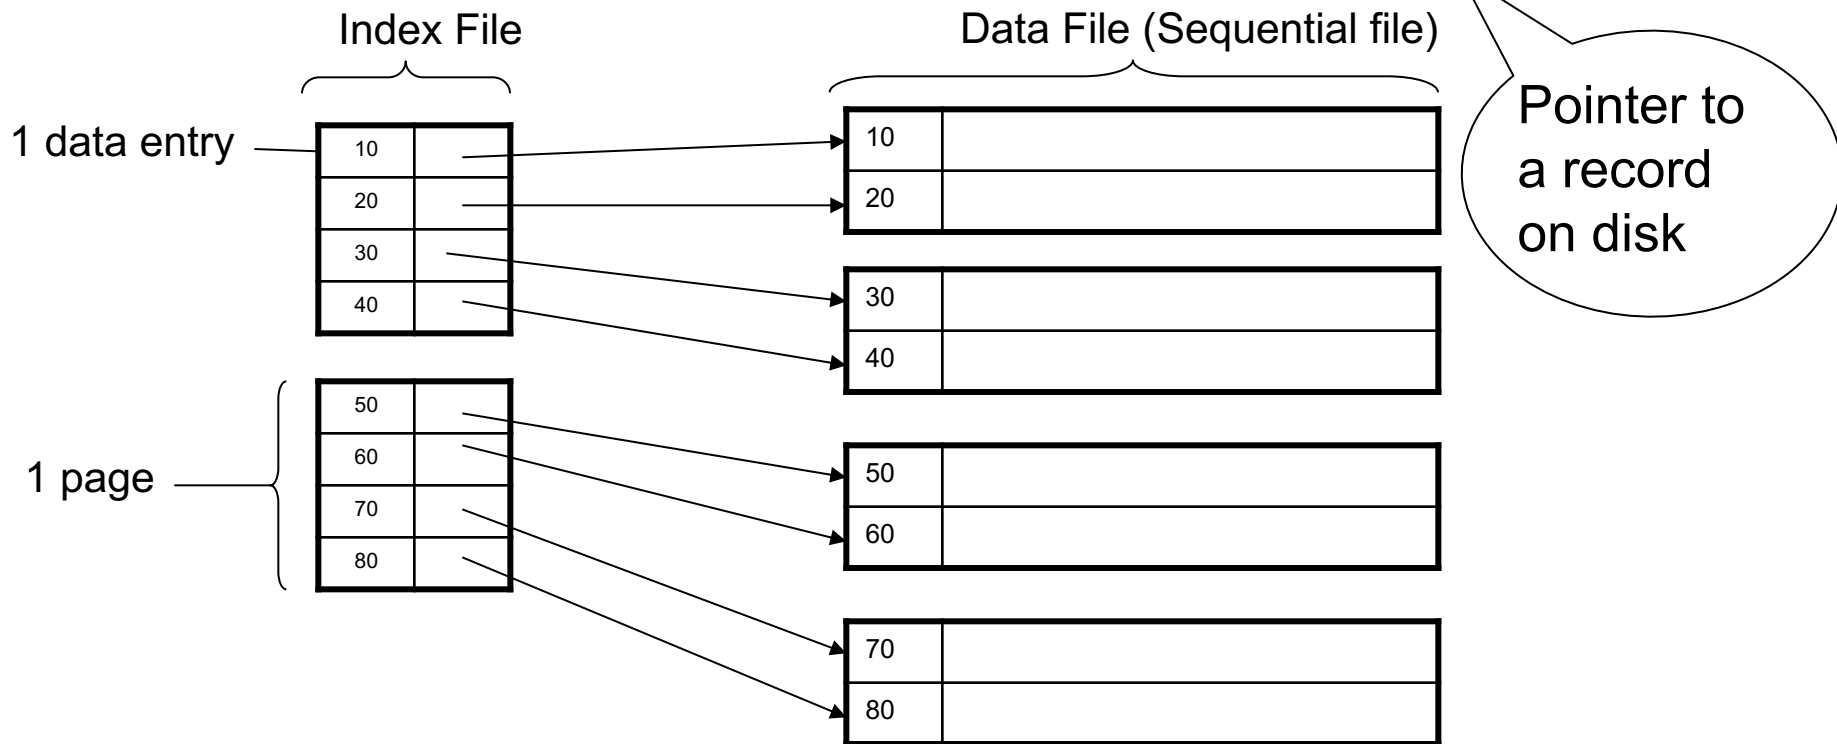 Index File
Data File (Sequential file)
Pointer to
a record
on disk
1 data entry
10
20
30
40
1 page
50
60
70
80
10
20
30
40
50
60
70
80